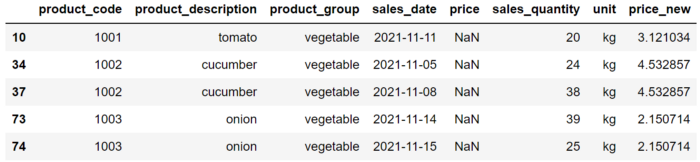 product_code product_description product_group sales_date price sales_quantity unit price_new
10 1001 tomato vegetable 2021-11-11 NaN 20 kg 3.121034
34 1002 cucumber vegetable 2021-11-05 NaN 24 kg 4.532857
37 1002 cucumber vegetable 2021-11-08 NaN 38 kg 4.532857
73 1003 onion vegetable 2021-11-14 NaN 39 kg 2.150714
74 1003 onion vegetable 2021-11-15 NaN 25 kg 2.150714